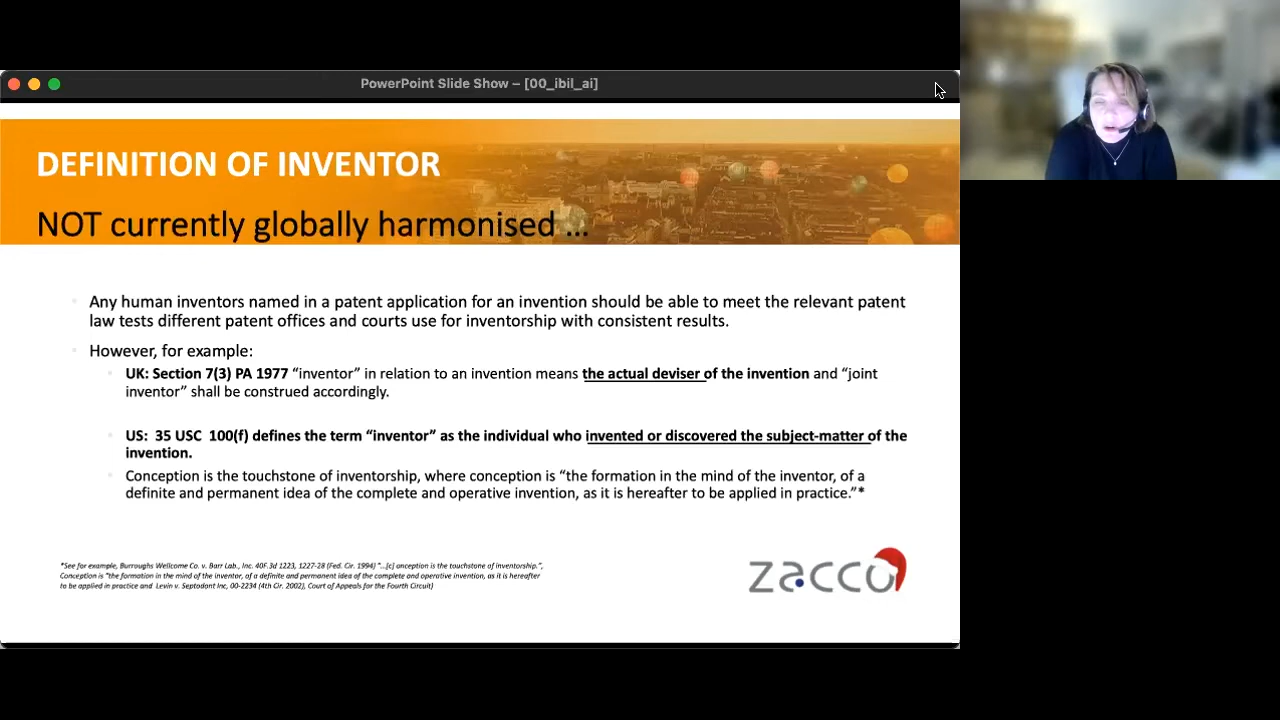 PowerPoint Slide Show – [00_ibil_ai]
DEFINITION OF INVENTOR
NOT currently globally harmonised ...
Any human inventors named in a patent application for an invention should be able to meet the relevant patent
law tests different patent offices and courts use for inventorship with consistent results.
However, for example:
UK: Section 7(3) PA 1977 “inventor” in relation to an invention means the actual deviser of the invention and “joint
inventor” shall be construed accordingly.
US: 35 USC 100(f) defines the term “inventor” as the individual who invented or discovered the subject-matter of the
invention.
Conception is the touchstone of inventorship, where conception is “the formation in the mind of the inventor, of a
definite and permanent idea of the complete and operative invention, as it is hereafter to be applied in practice.”*
*See for example, Burroughs Wellcome Co. v. Barr Lab., Inc. 40F.3d 1223, 1227-28 (Fed. Cir. 1994) “...[c] onception is the touchstone of inventorship.”,
Conception is “the formation in the mind of the inventor, of a definite and permanent idea of the complete and operative invention, as it is hereafter
to be applied in practice and Levin v. Septodont Inc, 00-2234 (4th Cir. 2002), Court of Appeals for the Fourth Circuit)
zacco